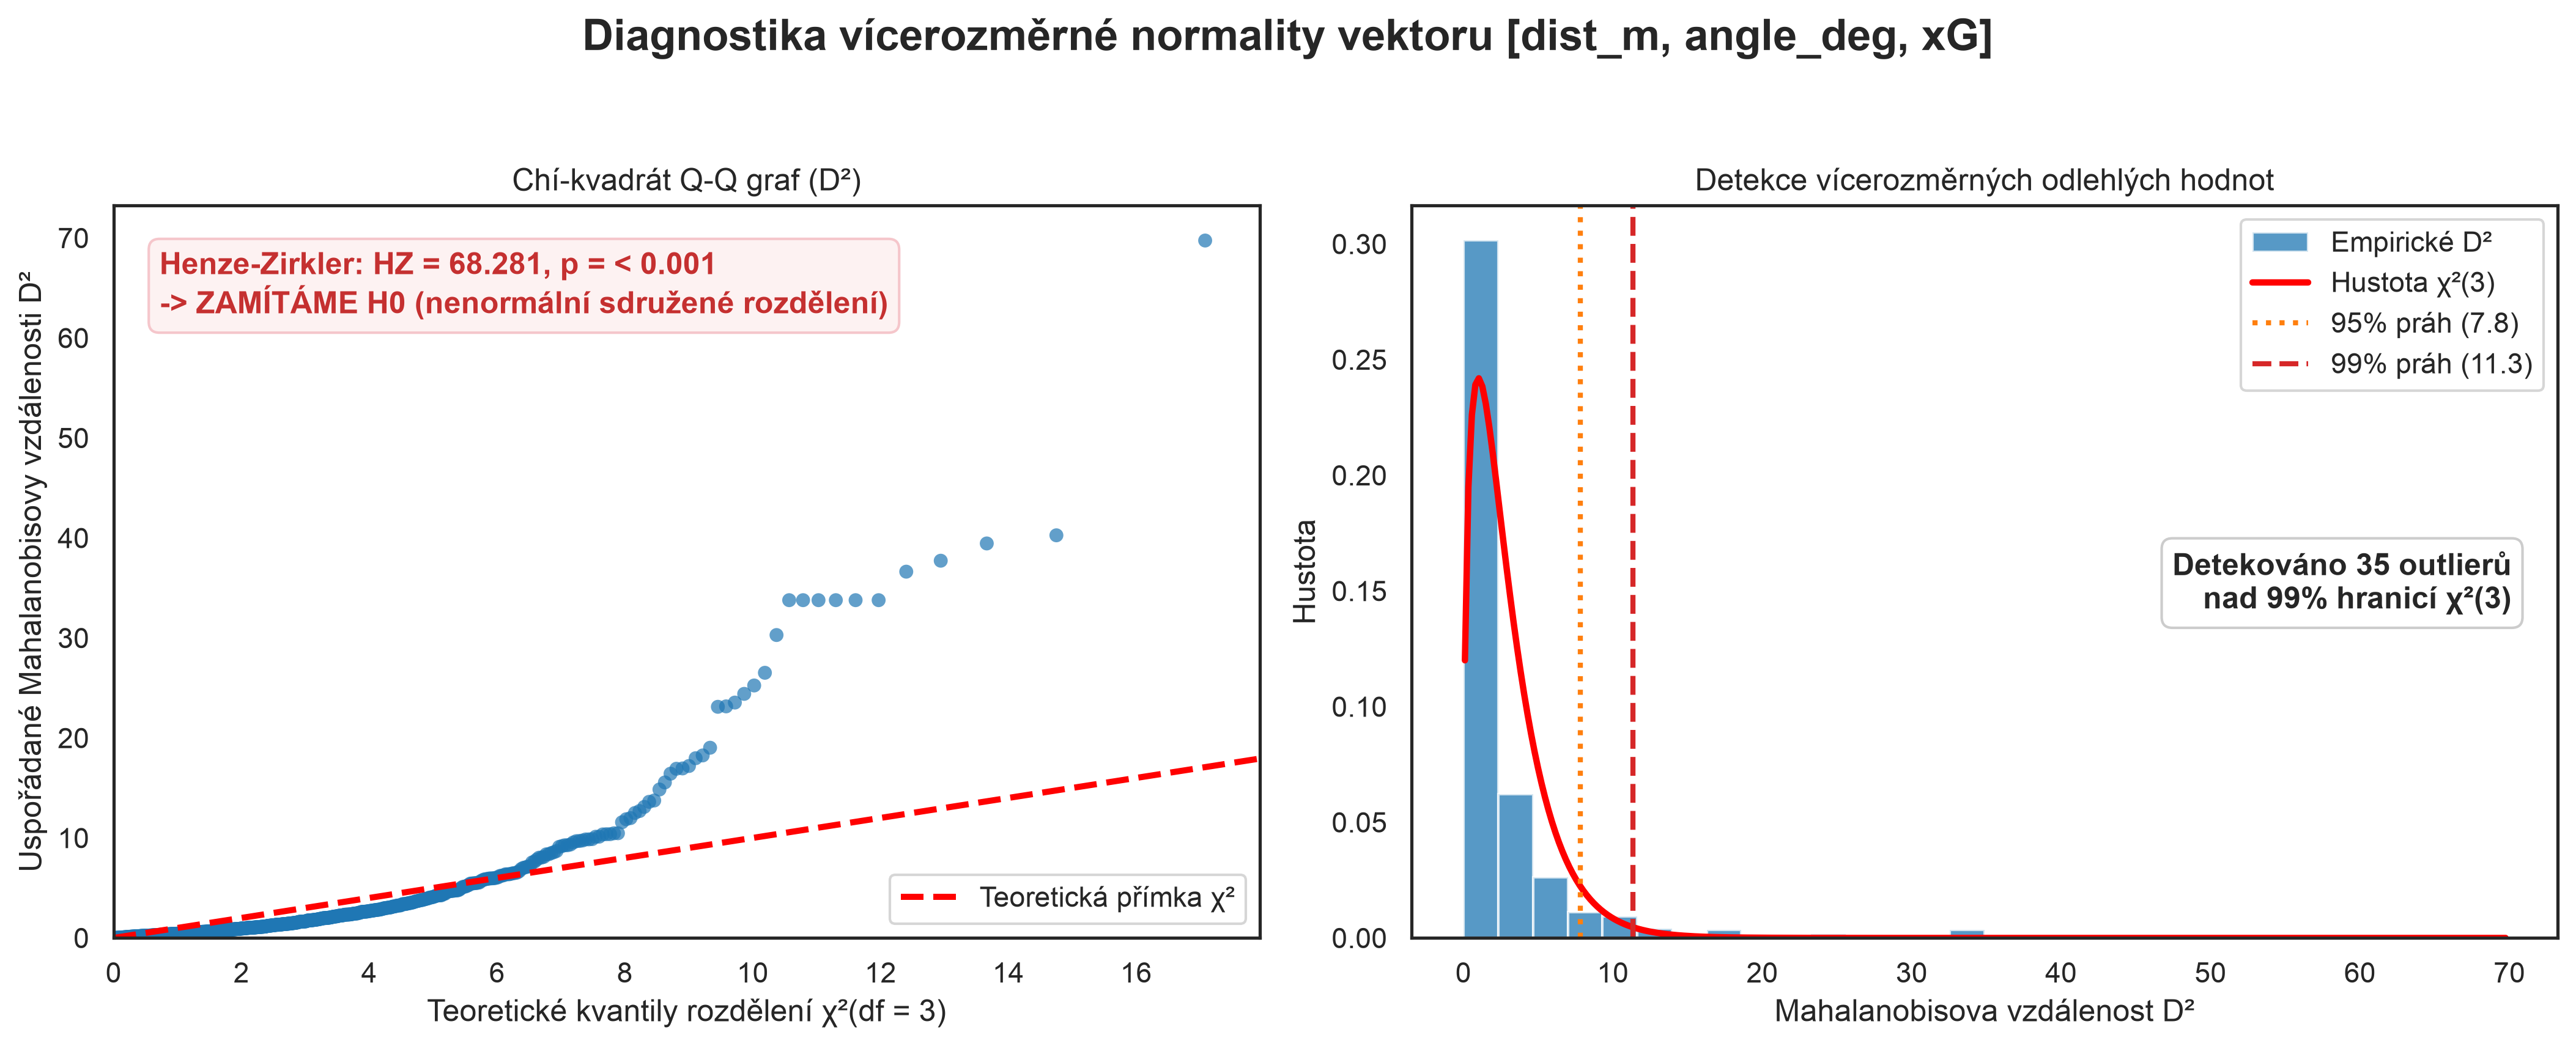 Diagnostika vícerozměrné normality vektoru [dist_m, angle_deg, xG]
Chí-kvadrát Q-Q graf (D²)
Uspořádané Mahalanobisovy vzdálenosti D²
70
60
50
40
30
20
10
0
Henze-Zirkler: HZ = 68.281, p = < 0.001
-> ZAMÍTÁME H0 (nenormální sdružené rozdělení)
Teoretická přímka χ²
0 2 4 6 8 10 12 14 16
Teoretické kvantily rozdělení χ²(df = 3)
Detekce vícerozměrných odlehlých hodnot
Hustota
0.30
0.25
0.20
0.15
0.10
0.05
0.00
Empirické D²
Hustota χ²(3)
95% práh (7.8)
99% práh (11.3)
Detekováno 35 outlierů
nad 99% hranicí χ²(3)
0 10 20 30 40 50 60 70
Mahalanobisova vzdálenost D²